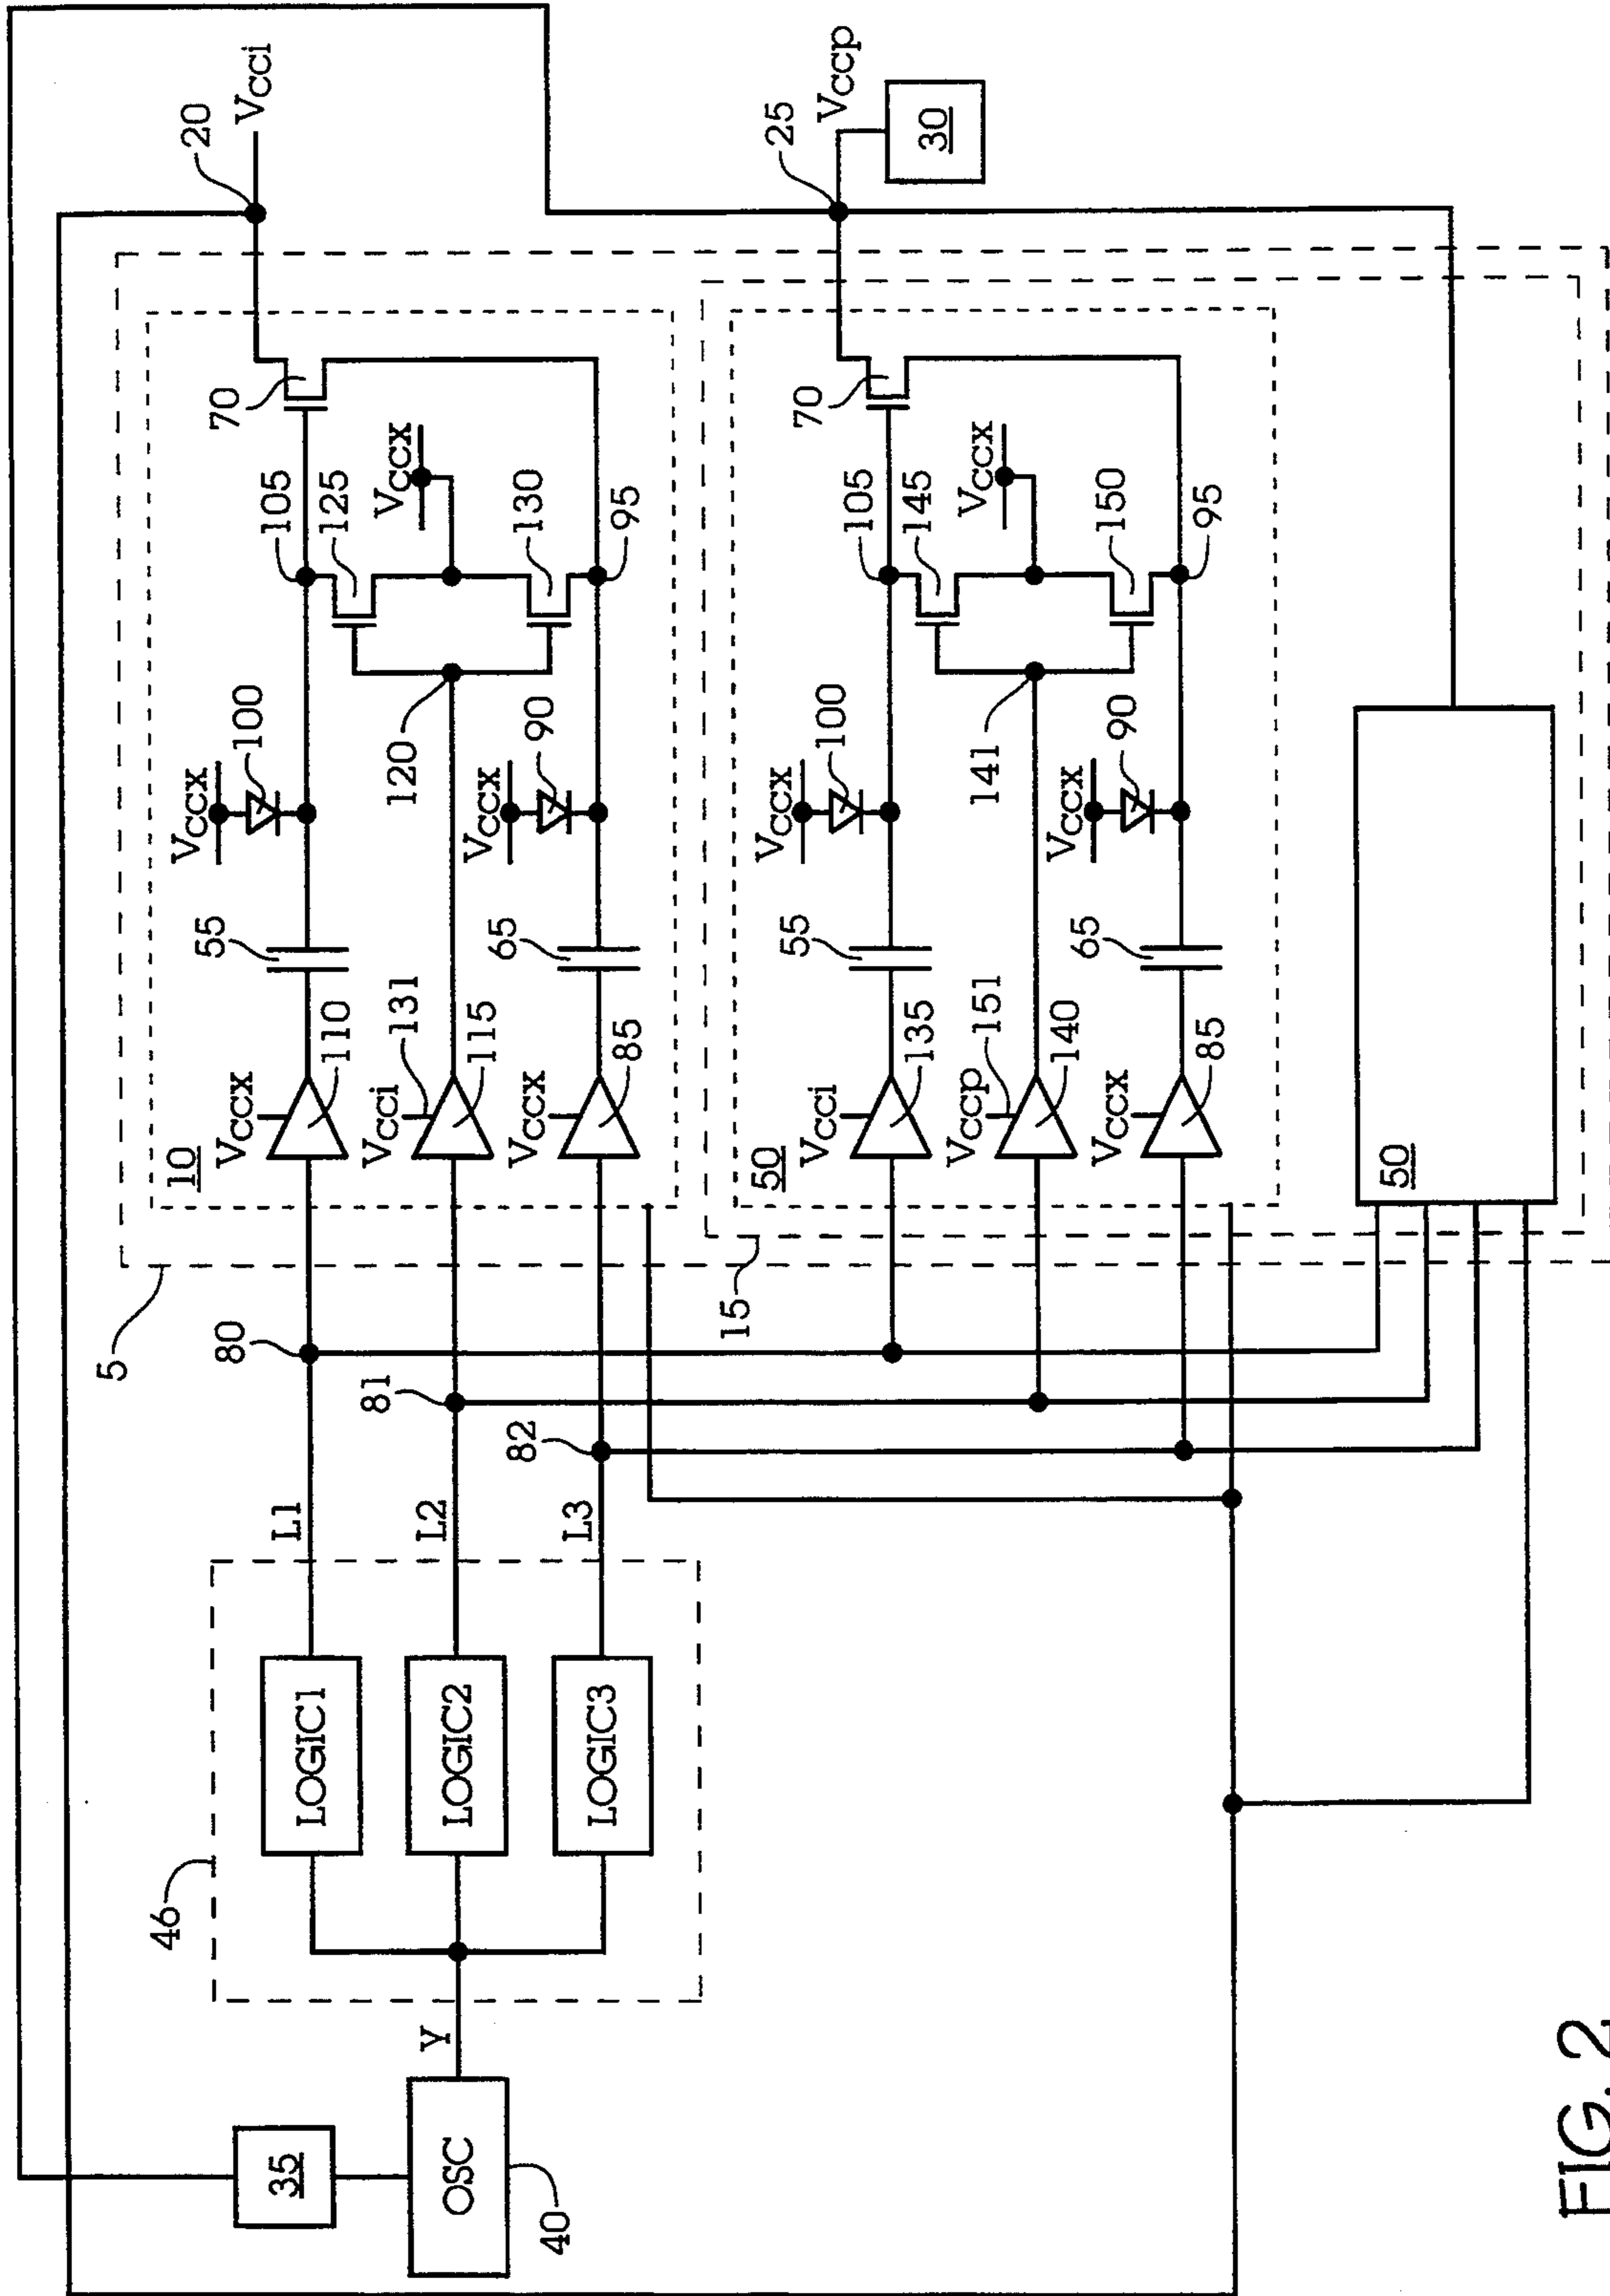 5
20
VCCI
10
VCCX
110
55
VCCX
100
105
70
VCCI
131
115
120
125
VCCX
130
VCCX
85
65
VCCX
90
95
25
VCCP
30
15
50
VCCI
135
55
VCCX
100
105
70
VCCP
151
140
141
145
VCCX
150
VCCX
85
65
VCCX
90
95
50
80
81
82
L1
L2
L3
46
LOGIC1
LOGIC2
LOGIC3
Y
35
OSC
40
FIG. 2